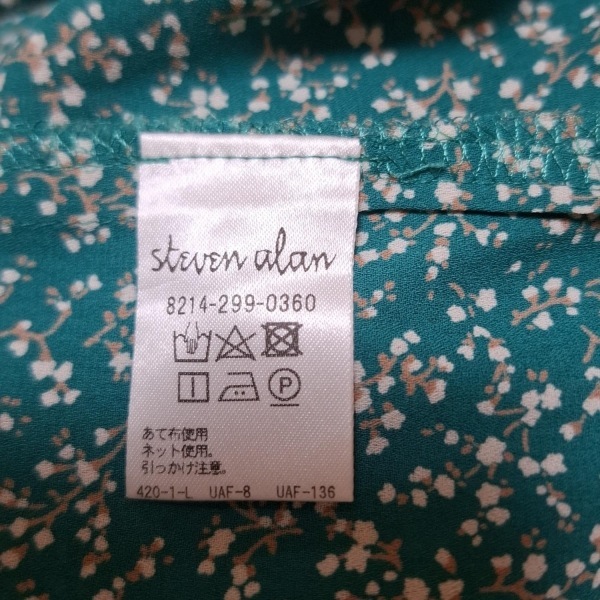 steven alan
8214-299-0360
P
あて布使用
ネット使用。
引っかけ注意。
420-1-L UAF-8 UAF-136